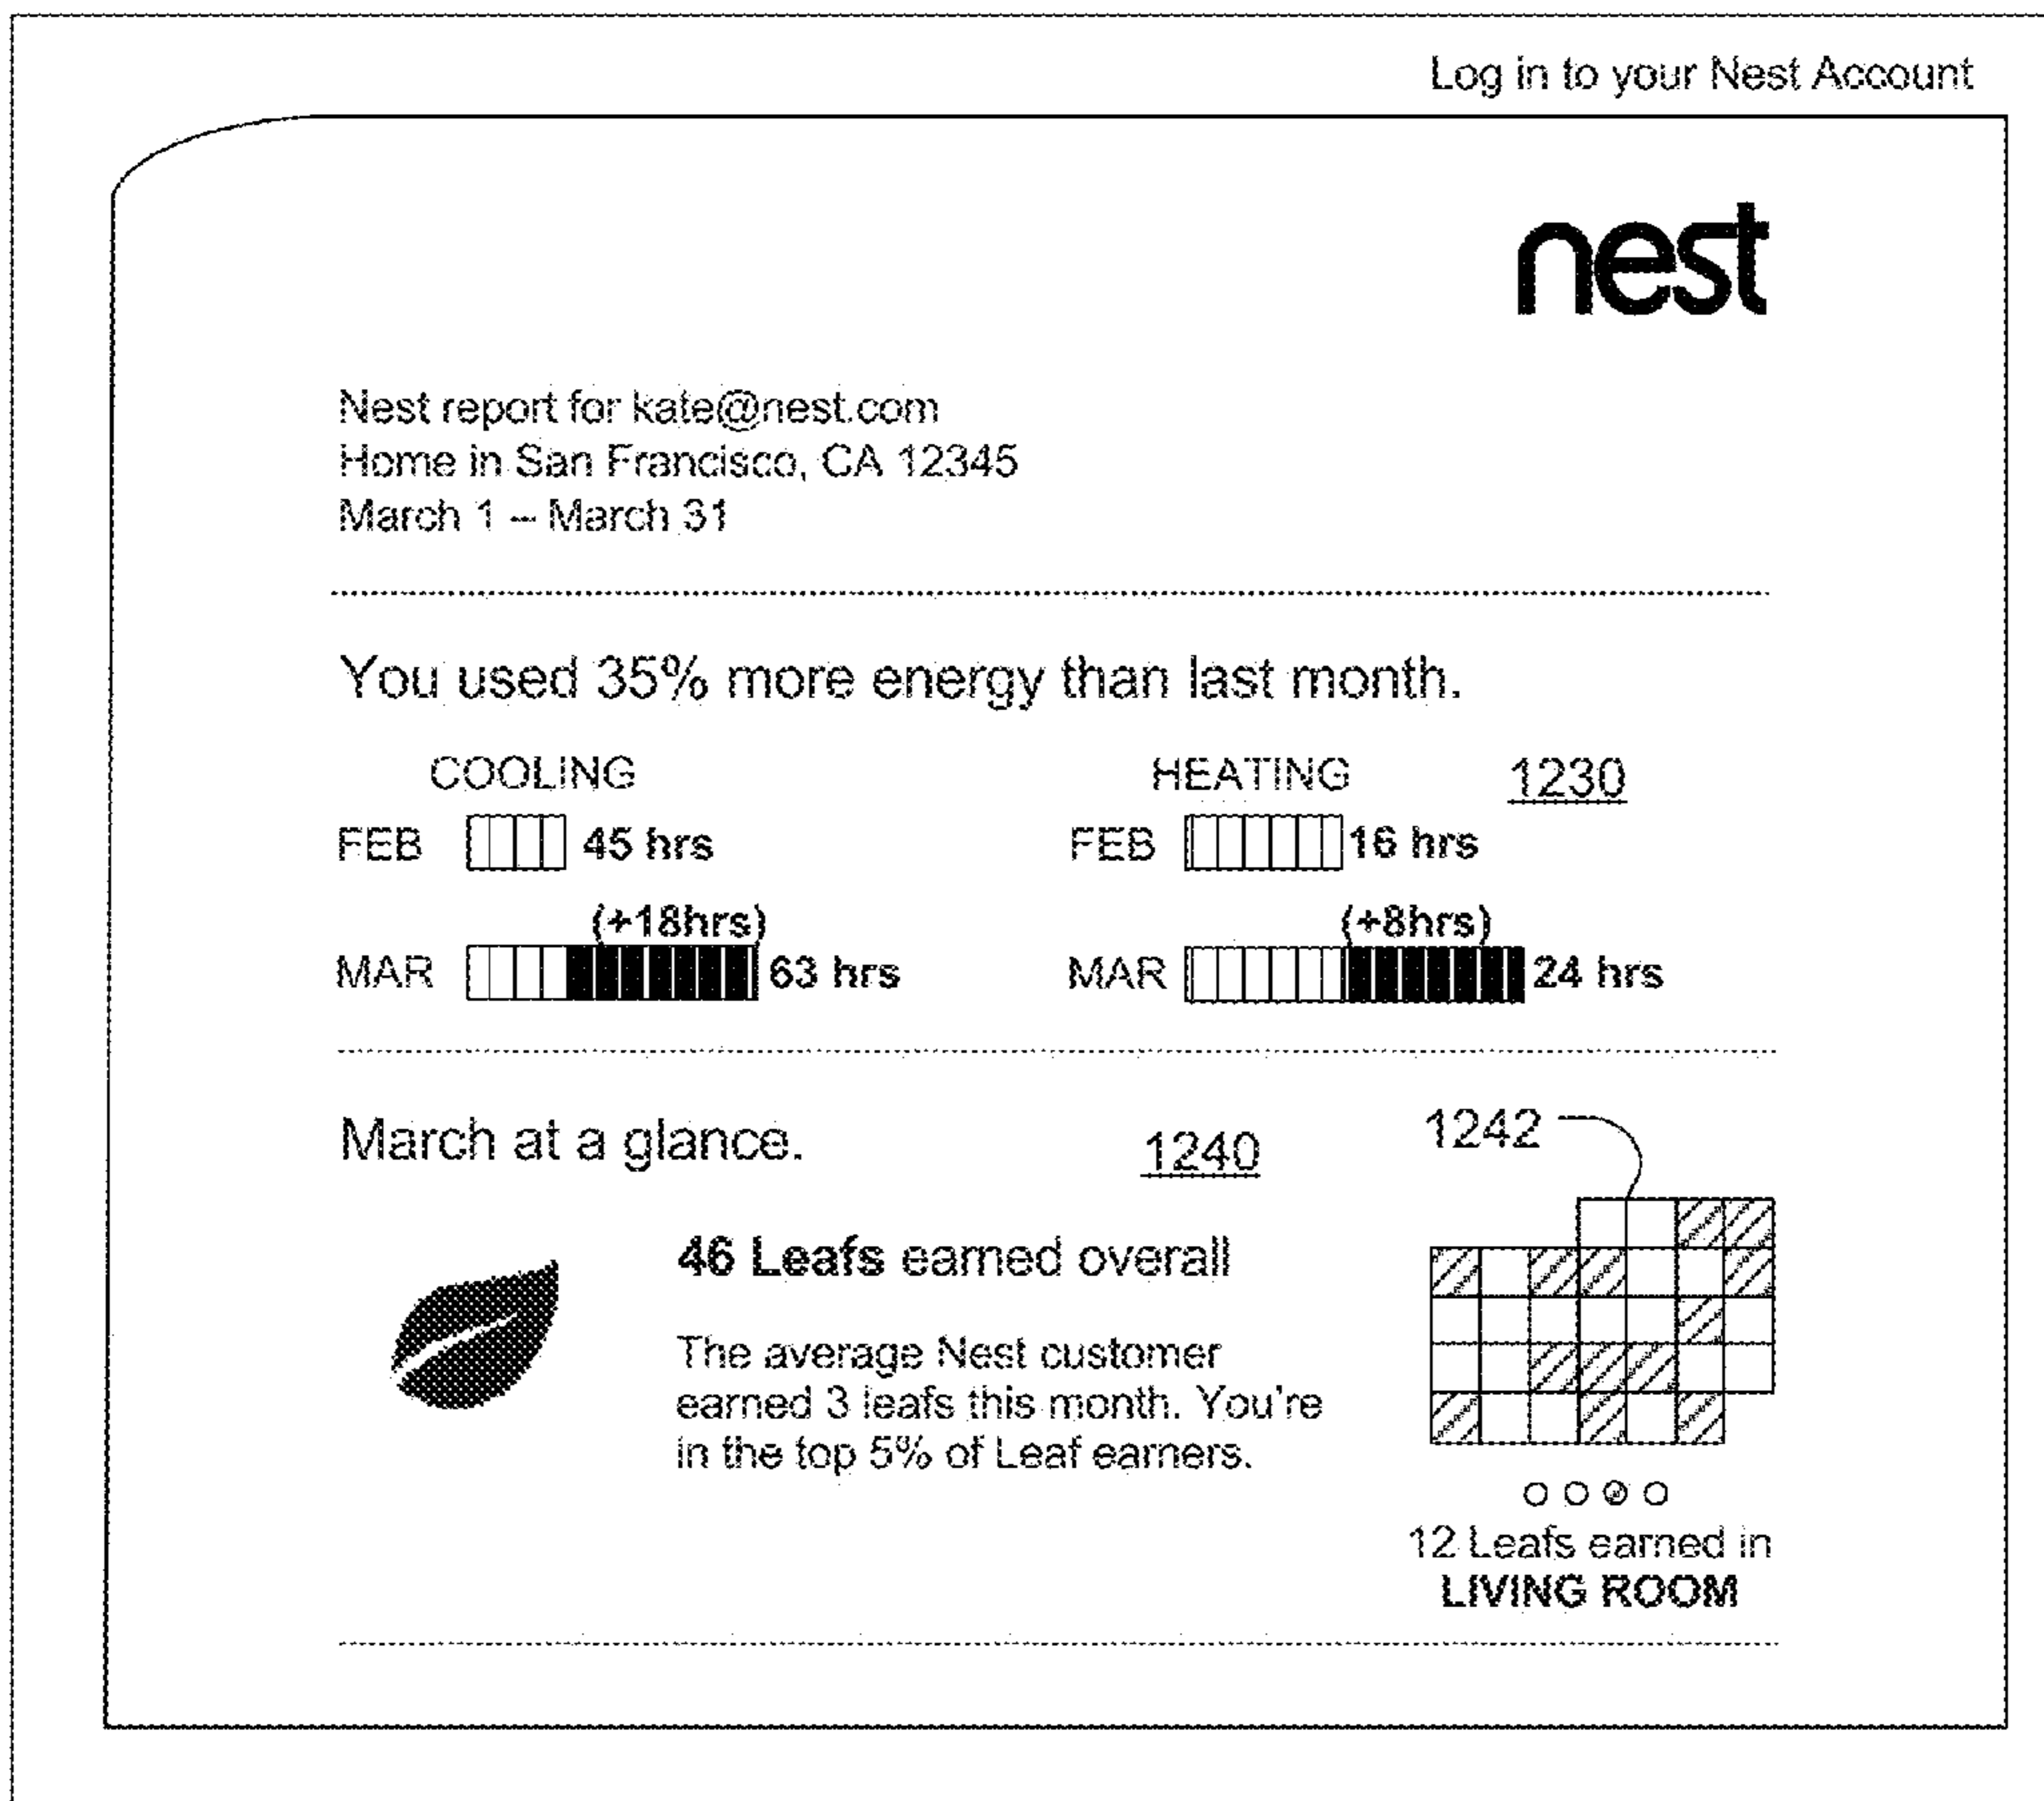 Log in to your Nest Account
nest
Nest report for kate@nest.com
Home in San Francisco, CA 12345
March 1 – March 31
You used 35% more energy than last month.
COOLING
HEATING
1230
FEB 45 hrs
FEB 16 hrs
(+18hrs)
(+8hrs)
MAR 63 hrs
MAR 24 hrs
March at a glance.
1240
1242
46 Leafs earned overall
The average Nest customer
earned 3 leafs this month. You're
in the top 5% of Leaf earners.
12 Leafs earned in
LIVING ROOM